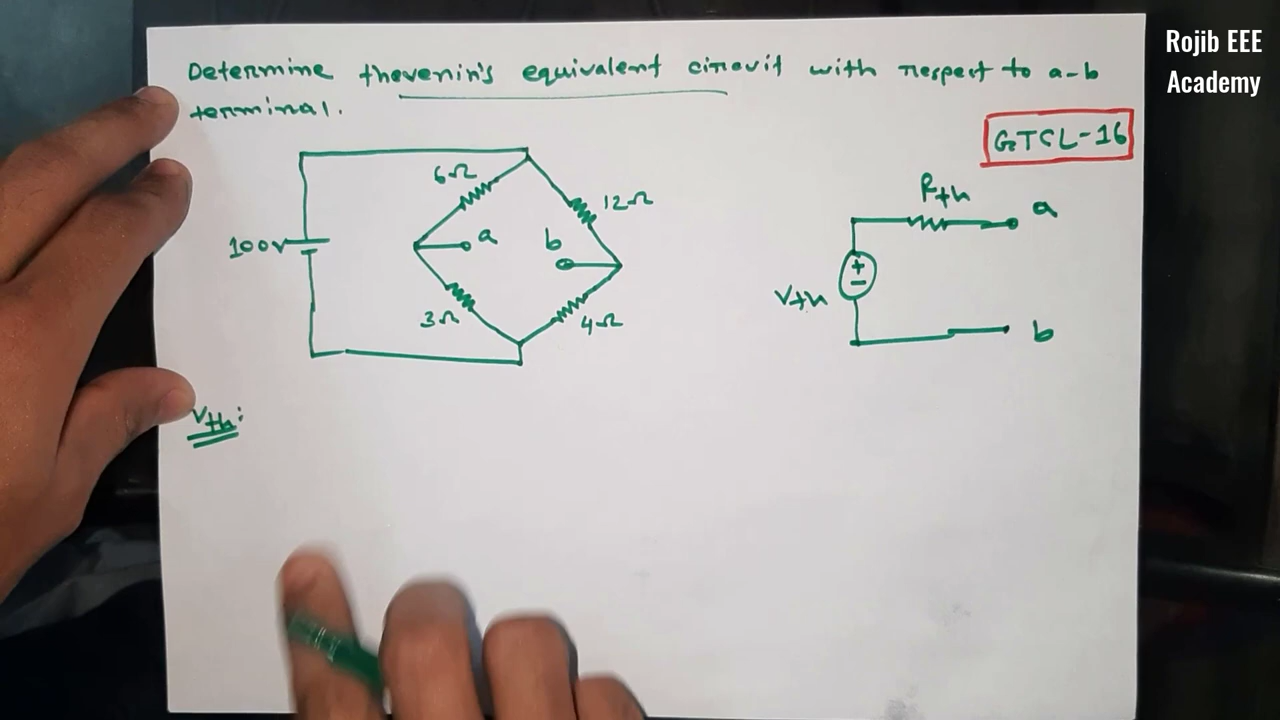 Rojib EEE
Academy
Determine thevenin's equivalent circuit with respect to a-b
terminal.
GTCL-16
6Ω
12Ω
100V
a
b
3Ω
4Ω
Rth
a
Vth
b
Vth: